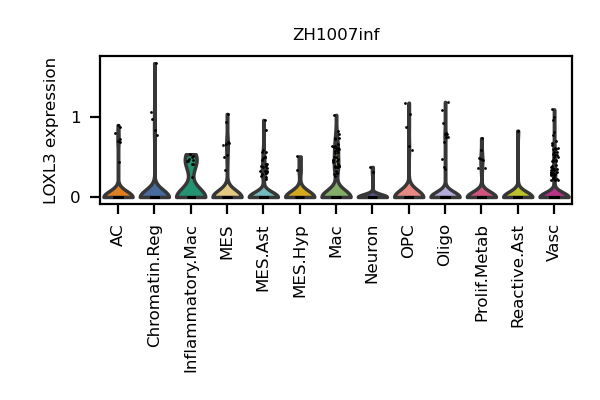 ZH1007inf
LOXL3 expression
1
0
AC
Chromatin.Reg
Inflammatory.Mac
MES
MES.Ast
MES.Hyp
Mac
Neuron
OPC
Oligo
Prolif.Metab
Reactive.Ast
Vasc